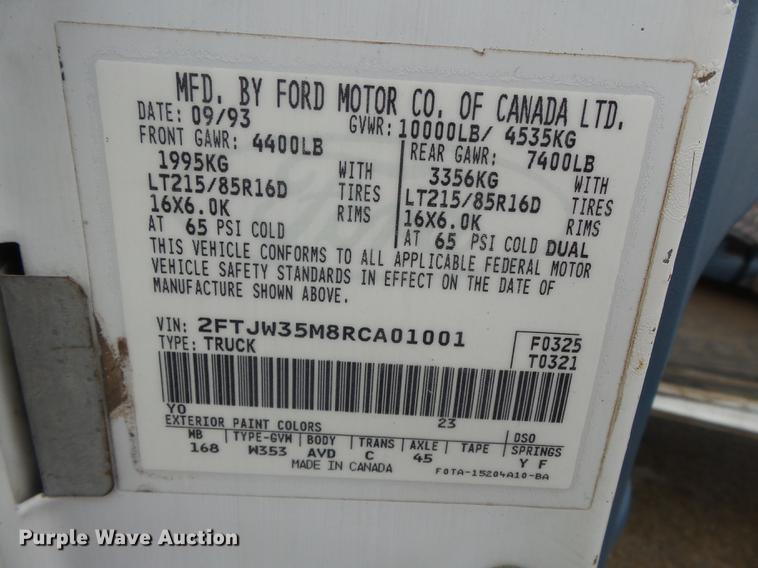 MFD. BY FORD MOTOR CO. OF CANADA LTD.
DATE: 09/93 GVWR: 10000LB/ 4535KG
FRONT GAWR: 4400LB REAR GAWR: 7400LB
1995KG WITH 3356KG WITH
LT215/85R16D TIRES LT215/85R16D TIRES
16X6.0K RIMS 16X6.0K RIMS
AT 65 PSI COLD AT 65 PSI COLD DUAL
THIS VEHICLE CONFORMS TO ALL APPLICABLE FEDERAL MOTOR
VEHICLE SAFETY STANDARDS IN EFFECT ON THE DATE OF
MANUFACTURE SHOWN ABOVE.
VIN: 2FTJW35M8RCA01001 F0325
TYPE: TRUCK T0321
YO 23
EXTERIOR PAINT COLORS DSO
WB TYPE-GVW BODY TRANS AXLE TAPE SPRINGS
168 W353 AVD C 45 Y F
MADE IN CANADA F0TA-15204A10-BA
Purple Wave Auction